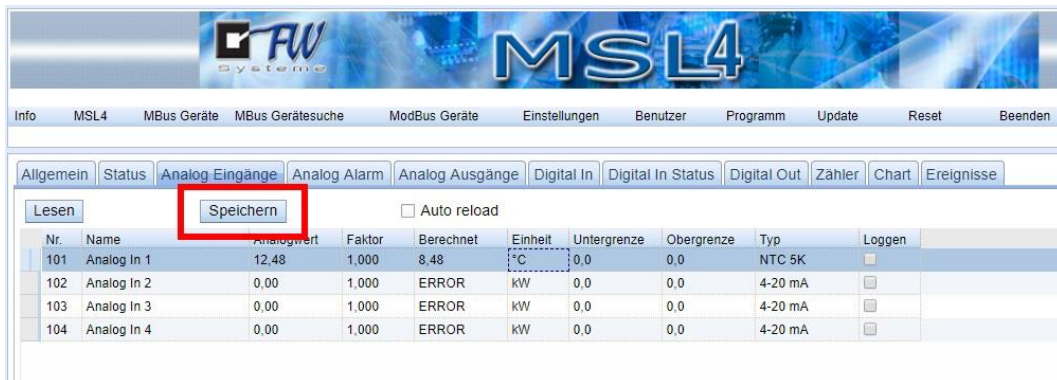 FW
Systeme
MSL4
Info MSL4 MBus Geräte MBus Gerätesuche ModBus Geräte Einstellungen Benutzer Programm Update Reset Beenden
Allgemein Status Analog Eingänge Analog Alarm Analog Ausgänge Digital In Digital In Status Digital Out Zähler Chart Ereignisse
Lesen Speichern Auto reload
Nr. Name Analogwert Faktor Berechnet Einheit Untergrenze Obergrenze Typ Loggen
101 Analog In 1 12,48 1,000 8,48 °C 0,0 0,0 NTC 5K
102 Analog In 2 0,00 1,000 ERROR kW 0,0 0,0 4-20 mA
103 Analog In 3 0,00 1,000 ERROR kW 0,0 0,0 4-20 mA
104 Analog In 4 0,00 1,000 ERROR kW 0,0 0,0 4-20 mA